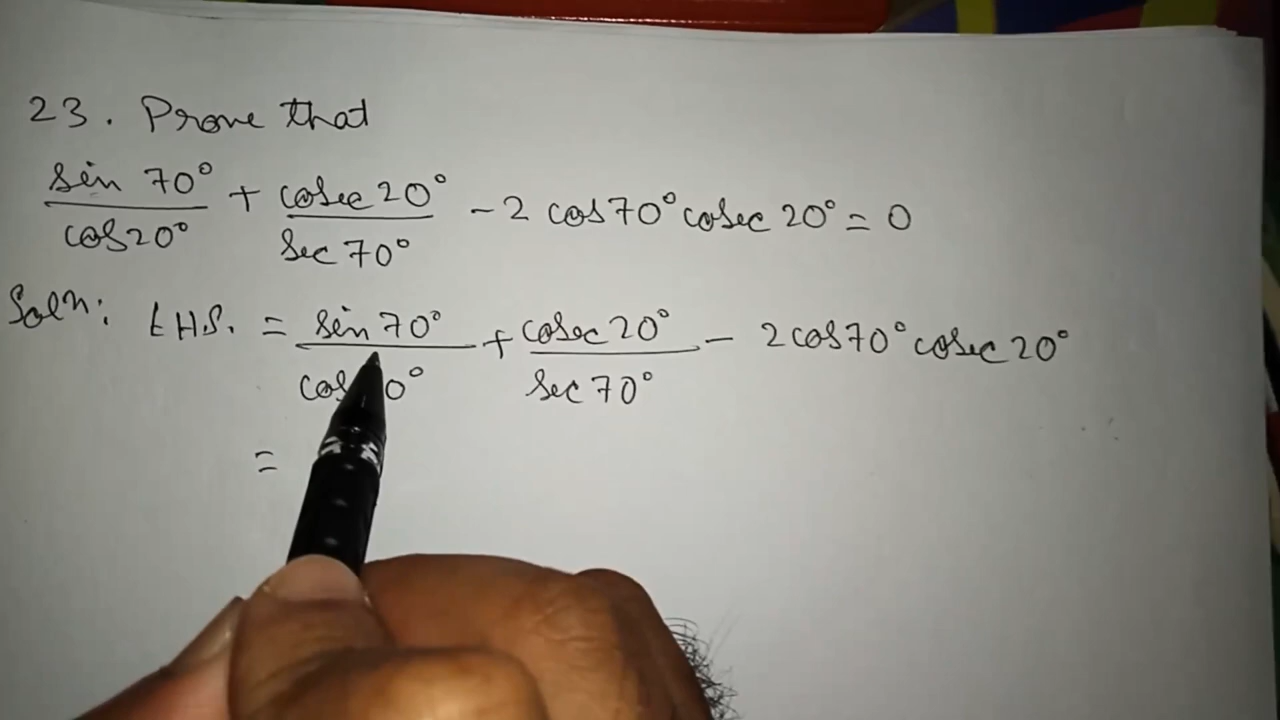 23. Prove that
sin 70° / cos 20° + cosec 20° / sec 70° - 2 cos 70° cosec 20° = 0
Soln: LHS. = sin 70° / cos 0° + cosec 20° / sec 70° - 2 cos 70° cosec 20°
=